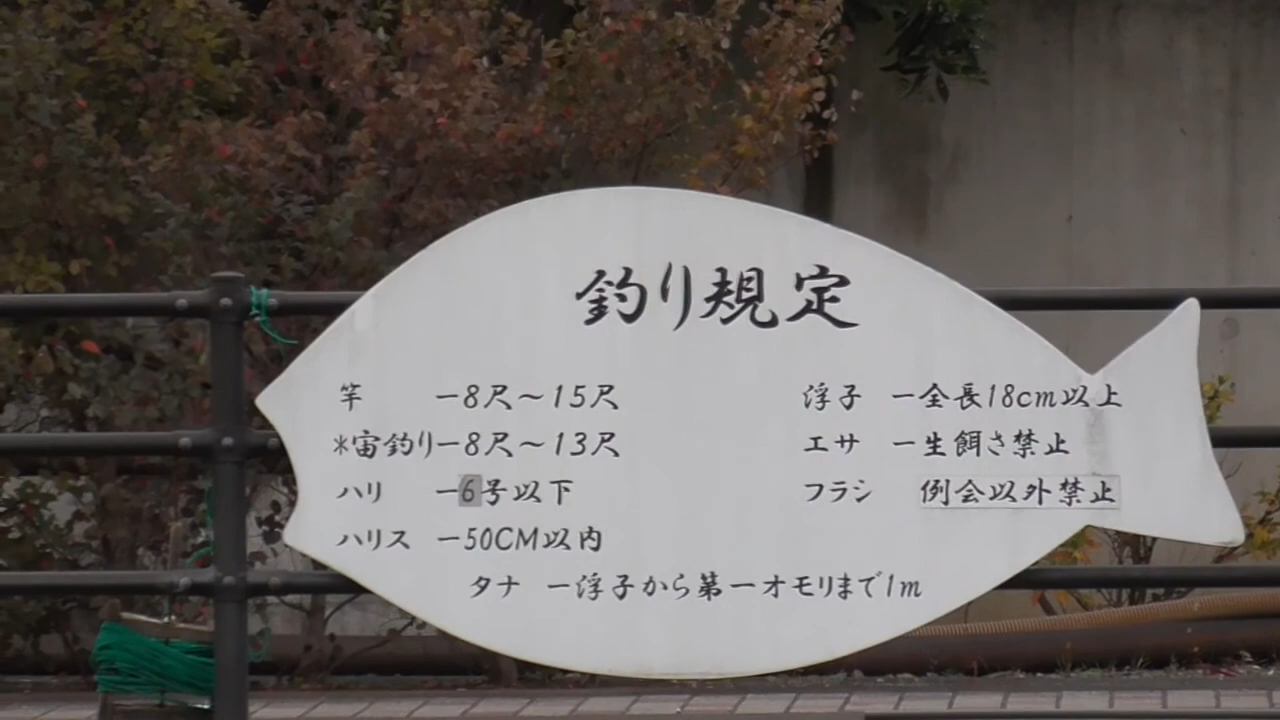 釣り規定
竿 ー8尺〜15尺
*宙釣りー8尺〜13尺
ハリ ー6号以下
ハリス ー50CM以内
浮子 ー全長18cm以上
エサ ー生餌さ禁止
フラシ 例会以外禁止
タナ ー浮子から第一オモリまで1m